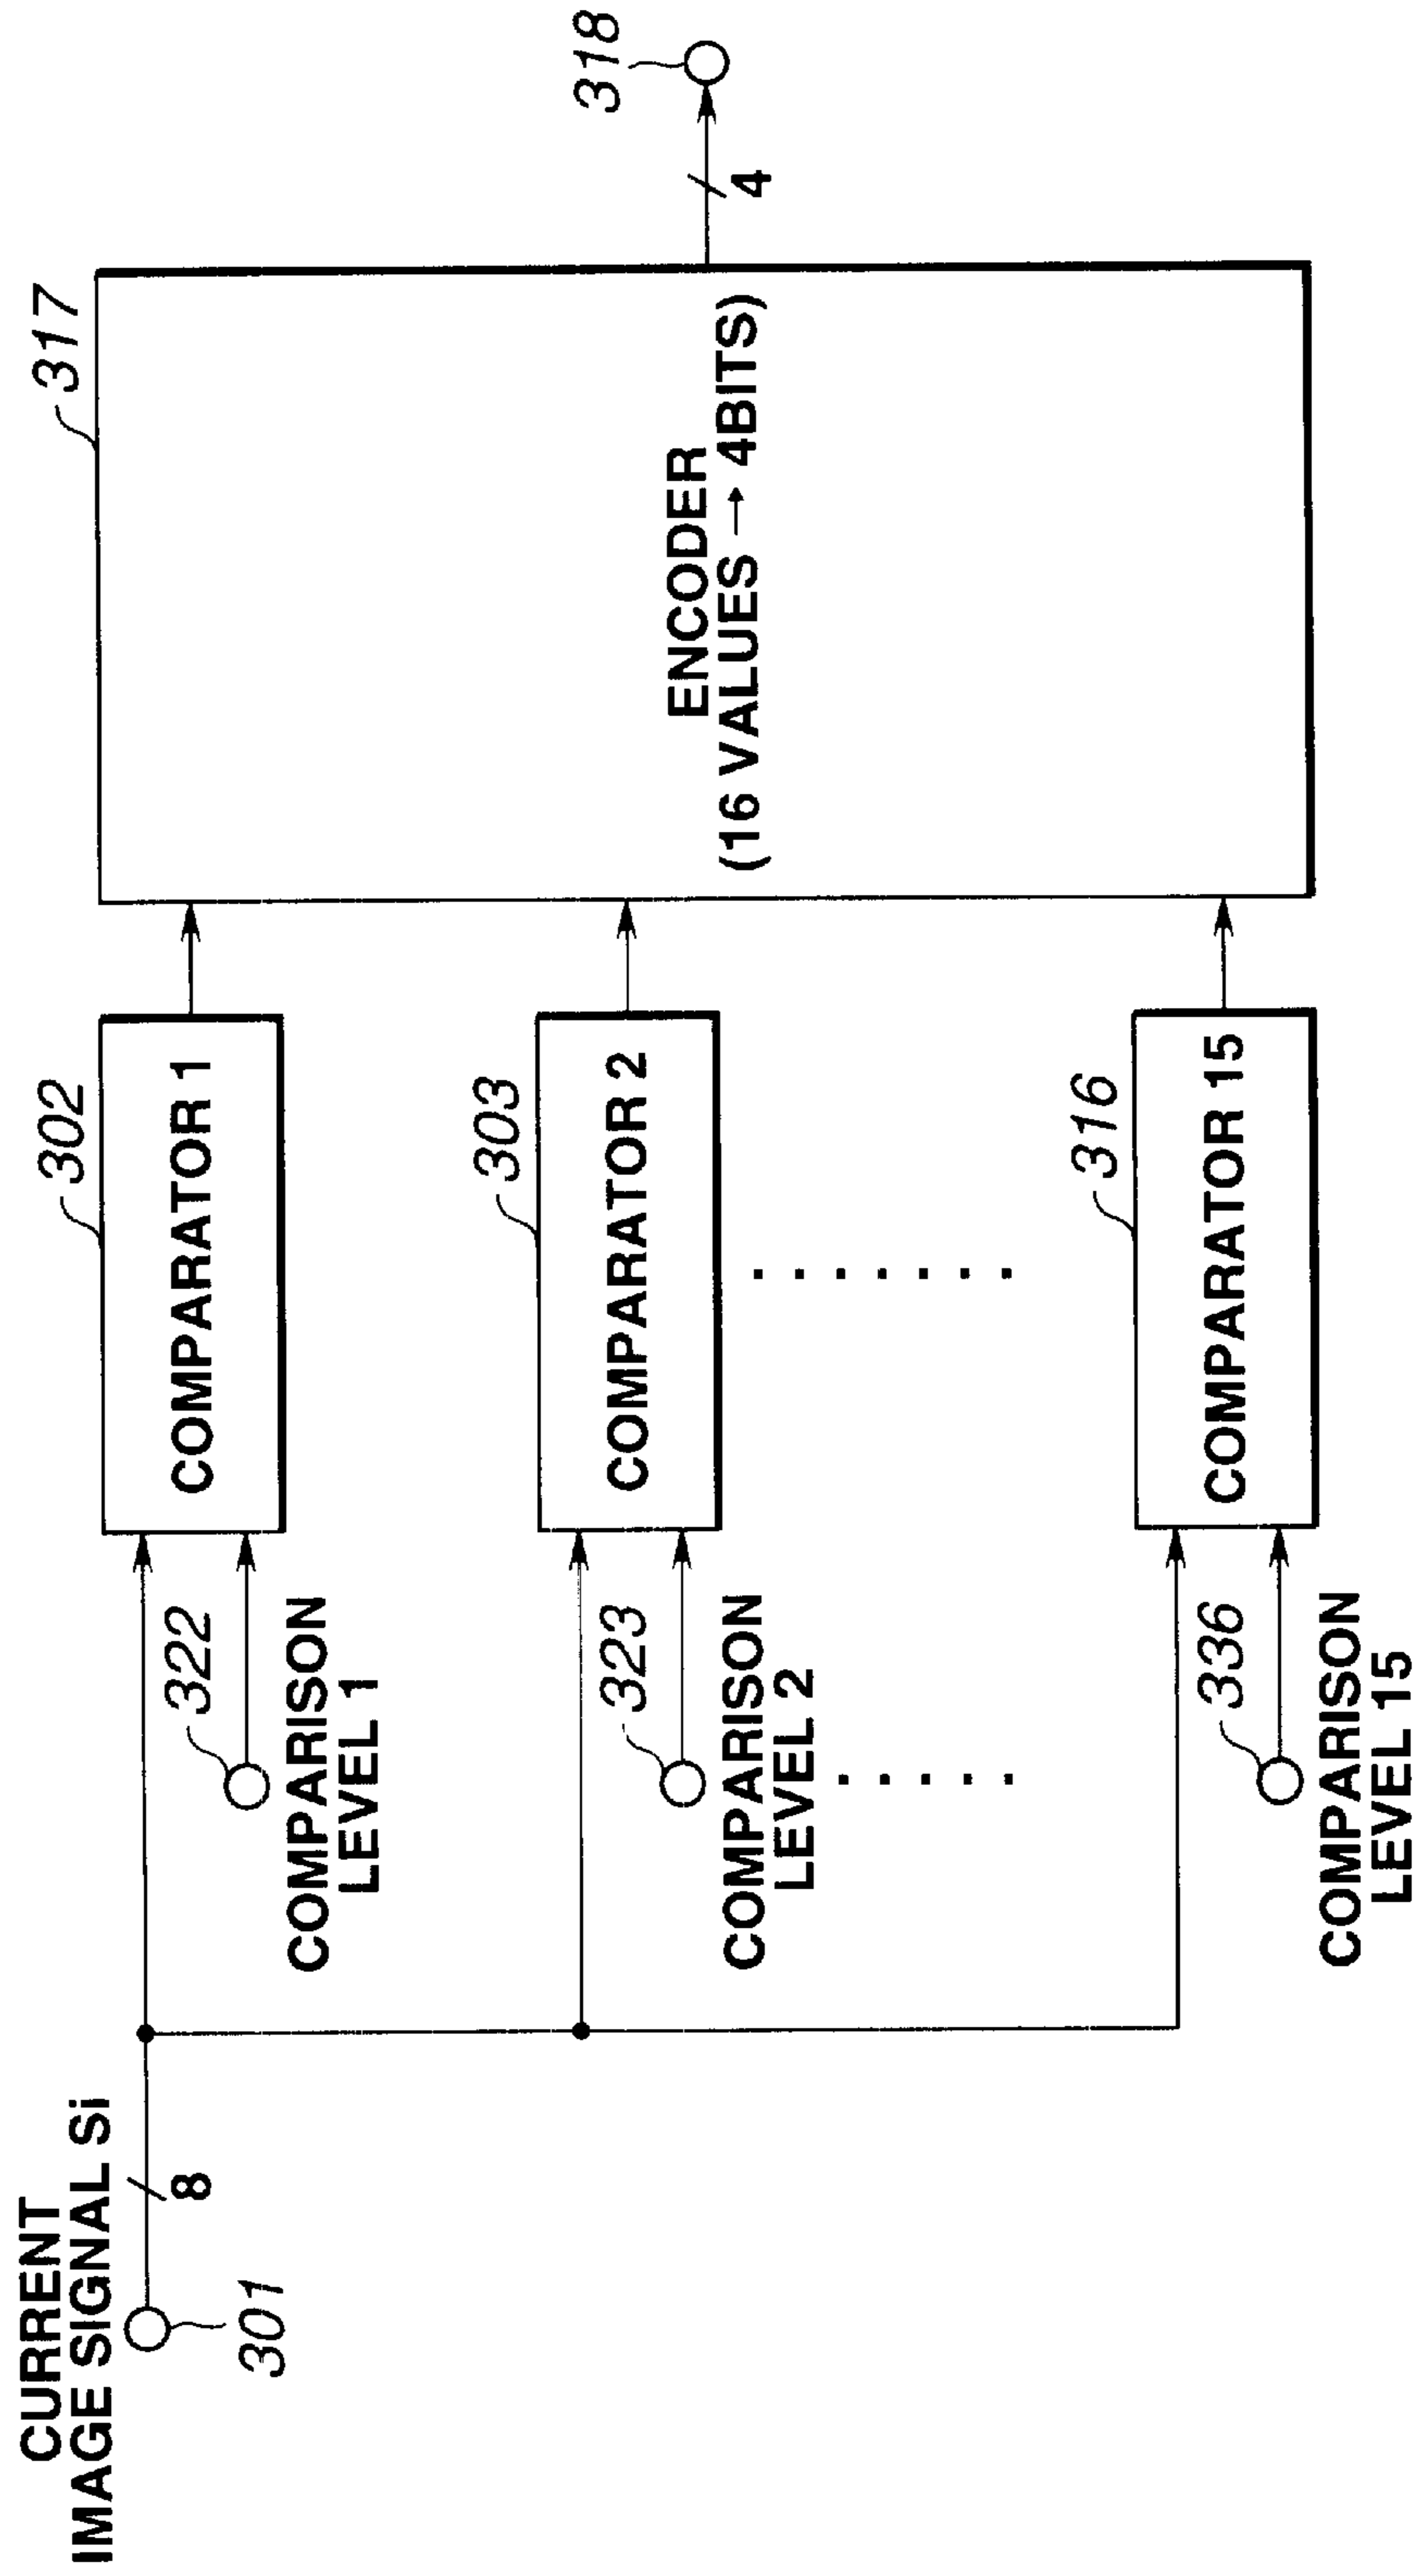 CURRENT
IMAGE SIGNAL Si
8
301
322
COMPARISON
LEVEL 1
302
COMPARATOR 1
323
COMPARISON
LEVEL 2
303
COMPARATOR 2
336
COMPARISON
LEVEL 15
316
COMPARATOR 15
317
ENCODER
(16 VALUES → 4BITS)
4
318